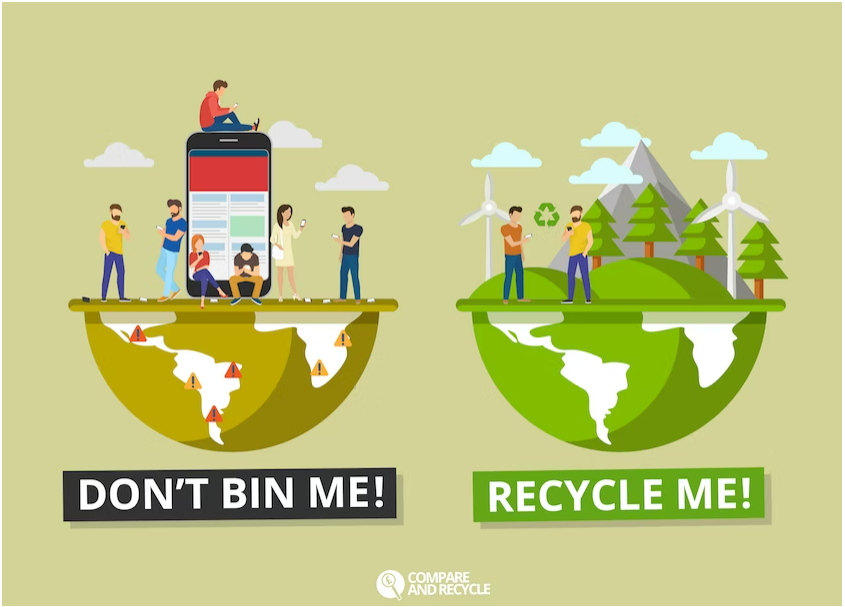 DON'T BIN ME!
RECYCLE ME!
COMPARE
AND RECYCLE